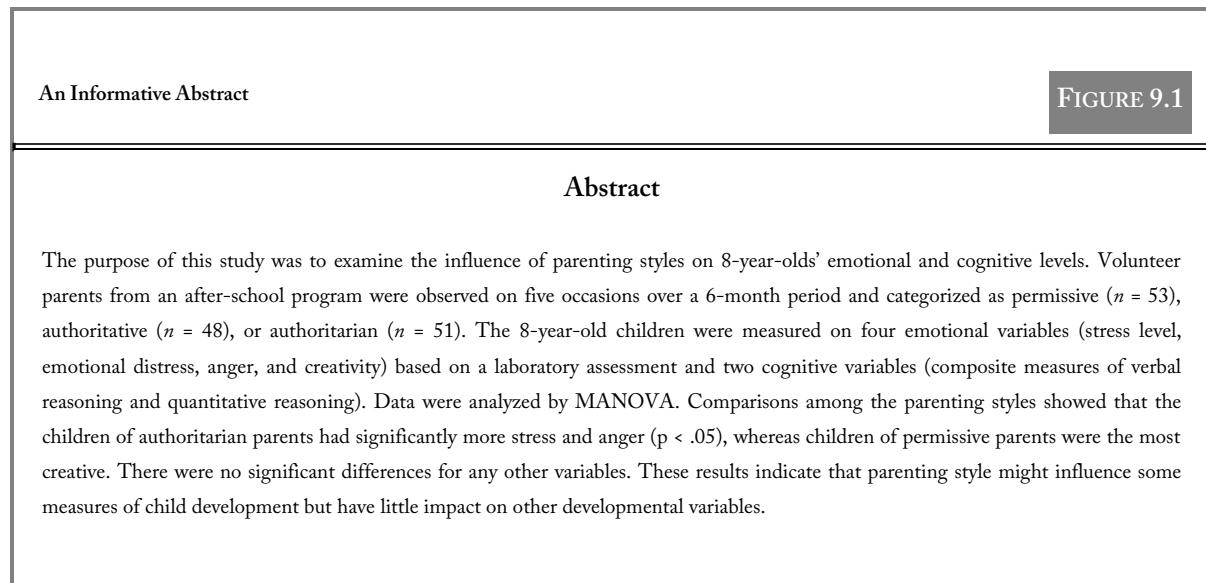 An Informative Abstract
FIGURE 9.1
Abstract
The purpose of this study was to examine the influence of parenting styles on 8-year-olds’ emotional and cognitive levels. Volunteer
parents from an after-school program were observed on five occasions over a 6-month period and categorized as permissive (n = 53),
authoritative (n = 48), or authoritarian (n = 51). The 8-year-old children were measured on four emotional variables (stress level,
emotional distress, anger, and creativity) based on a laboratory assessment and two cognitive variables (composite measures of verbal
reasoning and quantitative reasoning). Data were analyzed by MANOVA. Comparisons among the parenting styles showed that the
children of authoritarian parents had significantly more stress and anger (p < .05), whereas children of permissive parents were the most
creative. There were no significant differences for any other variables. These results indicate that parenting style might influence some
measures of child development but have little impact on other developmental variables.